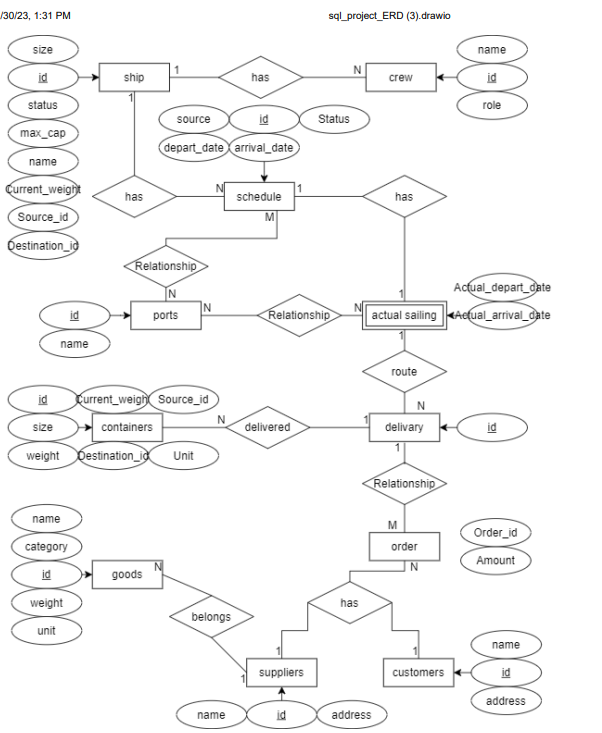 /30/23, 1:31 PM sql_project_ERD (3).drawio
size name
id ship 1 has N crew id
status 1 source id Status role
max_cap depart_date arrival_date
name
Current_weight has N schedule 1 has
Source_id M
Destination_id
Relationship
N 1 Actual_depart_date
id ports N Relationship N actual sailing Actual_arrival_date
name 1
route
id Current_weigh Source_id N
size containers N delivered 1 delivary id
weight Destination_id Unit 1
Relationship
name M Order_id
category order
id goods N N Amount
weight has
unit belongs
1 1 name
1 suppliers customers id
name id address address